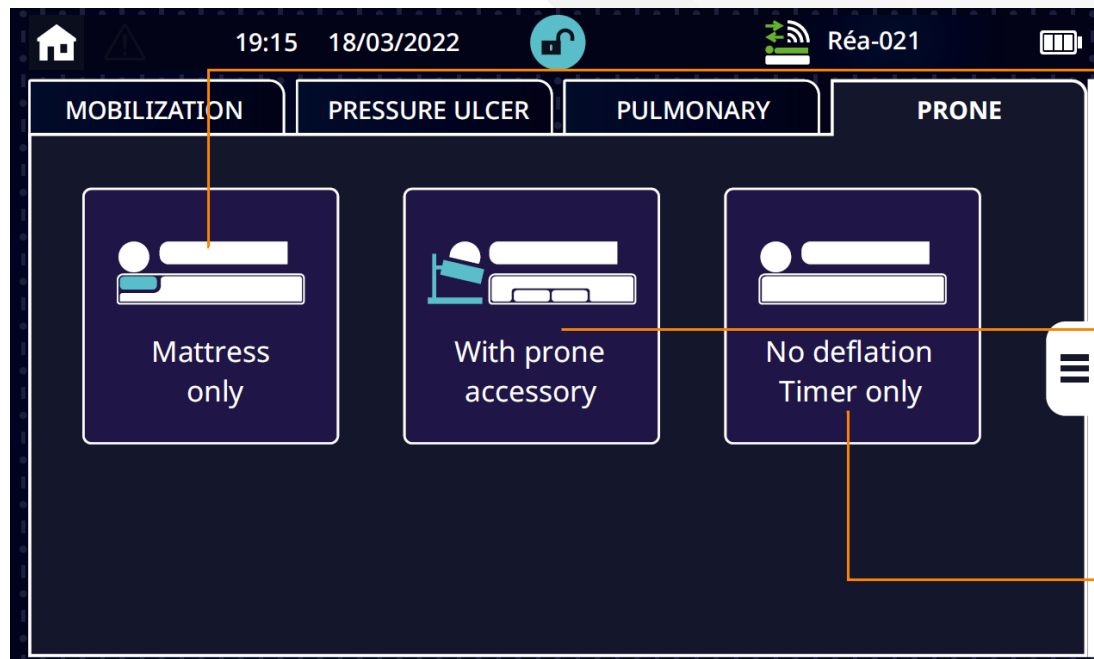 19:15 18/03/2022 Réa-021
MOBILIZATION PRESSURE ULCER PULMONARY PRONE
Mattress
only
With prone
accessory
No deflation
Timer only